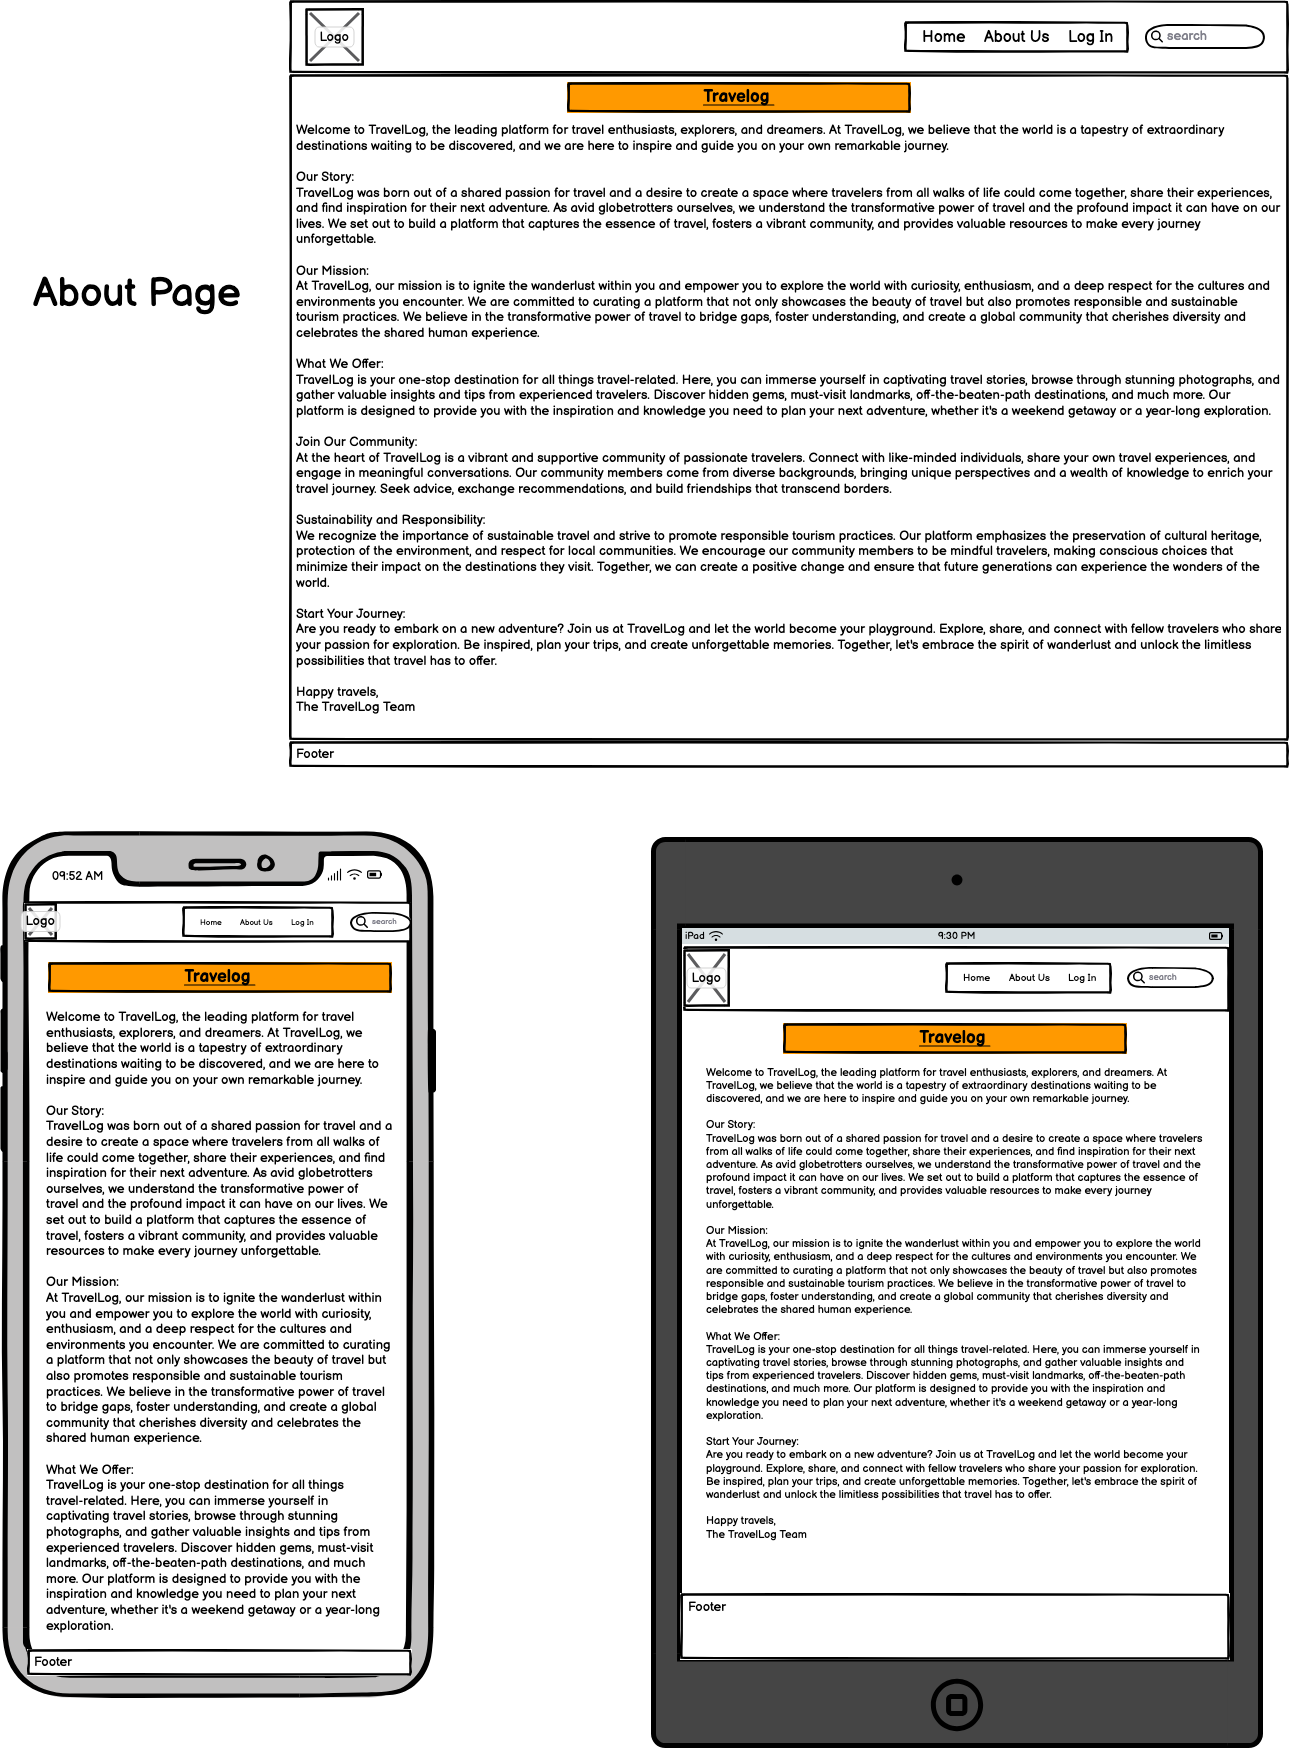 Logo
Home About Us Log In
search
Travelog
Welcome to TravelLog, the leading platform for travel enthusiasts, explorers, and dreamers. At TravelLog, we believe that the world is a tapestry of extraordinary
destinations waiting to be discovered, and we are here to inspire and guide you on your own remarkable journey.
Our Story:
TravelLog was born out of a shared passion for travel and a desire to create a space where travelers from all walks of life could come together, share their experiences,
and find inspiration for their next adventure. As avid globetrotters ourselves, we understand the transformative power of travel and the profound impact it can have on our
lives. We set out to build a platform that captures the essence of travel, fosters a vibrant community, and provides valuable resources to make every journey
unforgettable.
About Page
Our Mission:
At TravelLog, our mission is to ignite the wanderlust within you and empower you to explore the world with curiosity, enthusiasm, and a deep respect for the cultures and
environments you encounter. We are committed to curating a platform that not only showcases the beauty of travel but also promotes responsible and sustainable
tourism practices. We believe in the transformative power of travel to bridge gaps, foster understanding, and create a global community that cherishes diversity and
celebrates the shared human experience.
What We Offer:
TravelLog is your one-stop destination for all things travel-related. Here, you can immerse yourself in captivating travel stories, browse through stunning photographs, and
gather valuable insights and tips from experienced travelers. Discover hidden gems, must-visit landmarks, off-the-beaten-path destinations, and much more. Our
platform is designed to provide you with the inspiration and knowledge you need to plan your next adventure, whether it's a weekend getaway or a year-long exploration.
Join Our Community:
At the heart of TravelLog is a vibrant and supportive community of passionate travelers. Connect with like-minded individuals, share your own travel experiences, and
engage in meaningful conversations. Our community members come from diverse backgrounds, bringing unique perspectives and a wealth of knowledge to enrich your
travel journey. Seek advice, exchange recommendations, and build friendships that transcend borders.
Sustainability and Responsibility:
We recognize the importance of sustainable travel and strive to promote responsible tourism practices. Our platform emphasizes the preservation of cultural heritage,
protection of the environment, and respect for local communities. We encourage our community members to be mindful travelers, making conscious choices that
minimize their impact on the destinations they visit. Together, we can create a positive change and ensure that future generations can experience the wonders of the
world.
Start Your Journey:
Are you ready to embark on a new adventure? Join us at TravelLog and let the world become your playground. Explore, share, and connect with fellow travelers who share
your passion for exploration. Be inspired, plan your trips, and create unforgettable memories. Together, let's embrace the spirit of wanderlust and unlock the limitless
possibilities that travel has to offer.
Happy travels,
The TravelLog Team
Footer
09:52 AM
Logo
Home About Us Log In
search
Travelog
Welcome to TravelLog, the leading platform for travel
enthusiasts, explorers, and dreamers. At TravelLog, we
believe that the world is a tapestry of extraordinary
destinations waiting to be discovered, and we are here to
inspire and guide you on your own remarkable journey.
Our Story:
TravelLog was born out of a shared passion for travel and a
desire to create a space where travelers from all walks of
life could come together, share their experiences, and find
inspiration for their next adventure. As avid globetrotters
ourselves, we understand the transformative power of
travel and the profound impact it can have on our lives. We
set out to build a platform that captures the essence of
travel, fosters a vibrant community, and provides valuable
resources to make every journey unforgettable.
Our Mission:
At TravelLog, our mission is to ignite the wanderlust within
you and empower you to explore the world with curiosity,
enthusiasm, and a deep respect for the cultures and
environments you encounter. We are committed to curating
a platform that not only showcases the beauty of travel but
also promotes responsible and sustainable tourism
practices. We believe in the transformative power of travel
to bridge gaps, foster understanding, and create a global
community that cherishes diversity and celebrates the
shared human experience.
What We Offer:
TravelLog is your one-stop destination for all things
travel-related. Here, you can immerse yourself in
captivating travel stories, browse through stunning
photographs, and gather valuable insights and tips from
experienced travelers. Discover hidden gems, must-visit
landmarks, off-the-beaten-path destinations, and much
more. Our platform is designed to provide you with the
inspiration and knowledge you need to plan your next
adventure, whether it's a weekend getaway or a year-long
exploration.
Footer
iPad
9:30 PM
Logo
Home About Us Log In
search
Travelog
Welcome to TravelLog, the leading platform for travel enthusiasts, explorers, and dreamers. At
TravelLog, we believe that the world is a tapestry of extraordinary destinations waiting to be
discovered, and we are here to inspire and guide you on your own remarkable journey.
Our Story:
TravelLog was born out of a shared passion for travel and a desire to create a space where travelers
from all walks of life could come together, share their experiences, and find inspiration for their next
adventure. As avid globetrotters ourselves, we understand the transformative power of travel and the
profound impact it can have on our lives. We set out to build a platform that captures the essence of
travel, fosters a vibrant community, and provides valuable resources to make every journey
unforgettable.
Our Mission:
At TravelLog, our mission is to ignite the wanderlust within you and empower you to explore the world
with curiosity, enthusiasm, and a deep respect for the cultures and environments you encounter. We
are committed to curating a platform that not only showcases the beauty of travel but also promotes
responsible and sustainable tourism practices. We believe in the transformative power of travel to
bridge gaps, foster understanding, and create a global community that cherishes diversity and
celebrates the shared human experience.
What We Offer:
TravelLog is your one-stop destination for all things travel-related. Here, you can immerse yourself in
captivating travel stories, browse through stunning photographs, and gather valuable insights and
tips from experienced travelers. Discover hidden gems, must-visit landmarks, off-the-beaten-path
destinations, and much more. Our platform is designed to provide you with the inspiration and
knowledge you need to plan your next adventure, whether it's a weekend getaway or a year-long
exploration.
Start Your Journey:
Are you ready to embark on a new adventure? Join us at TravelLog and let the world become your
playground. Explore, share, and connect with fellow travelers who share your passion for exploration.
Be inspired, plan your trips, and create unforgettable memories. Together, let's embrace the spirit of
wanderlust and unlock the limitless possibilities that travel has to offer.
Happy travels,
The TravelLog Team
Footer